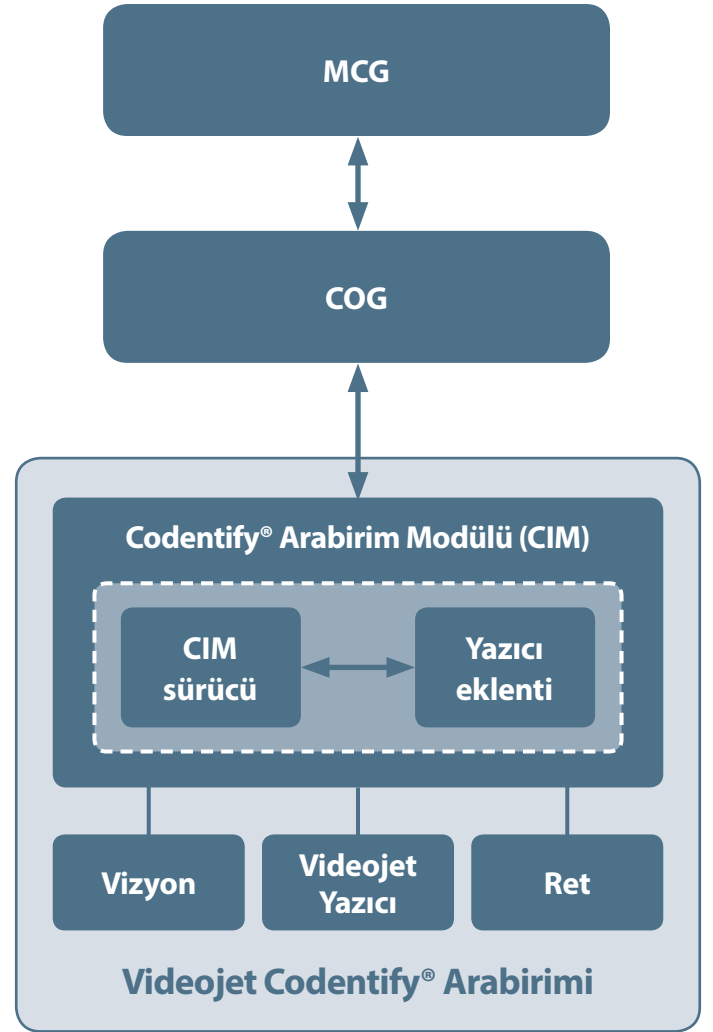 MCG
COG
Codentify® Arabirim Modülü (CIM)
CIM
sürücü
Yazıcı
eklenti
Vizyon
Videojet
Yazıcı
Ret
Videojet Codentify® Arabirimi